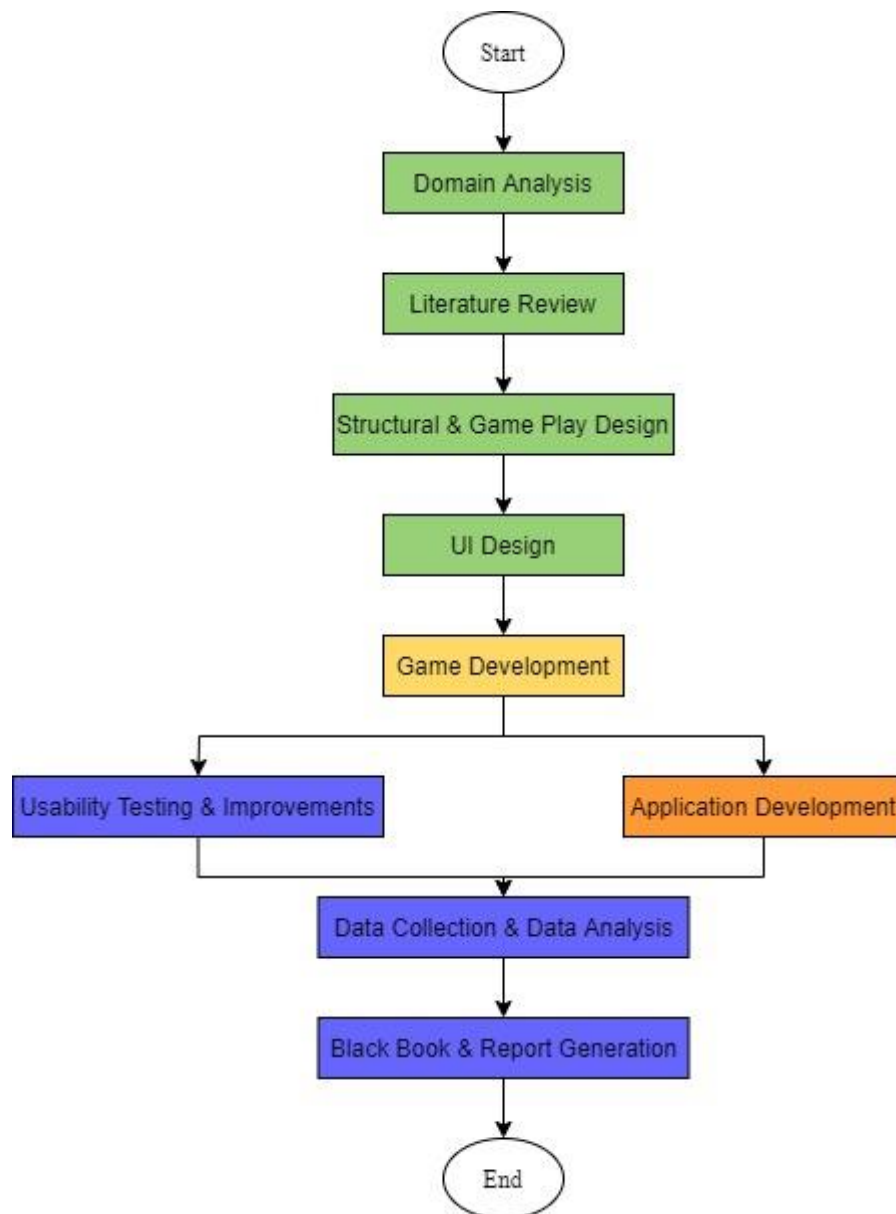 Start
Domain Analysis
Literature Review
Structural & Game Play Design
UI Design
Game Development
Usability Testing & Improvements
Application Development
Data Collection & Data Analysis
Black Book & Report Generation
End